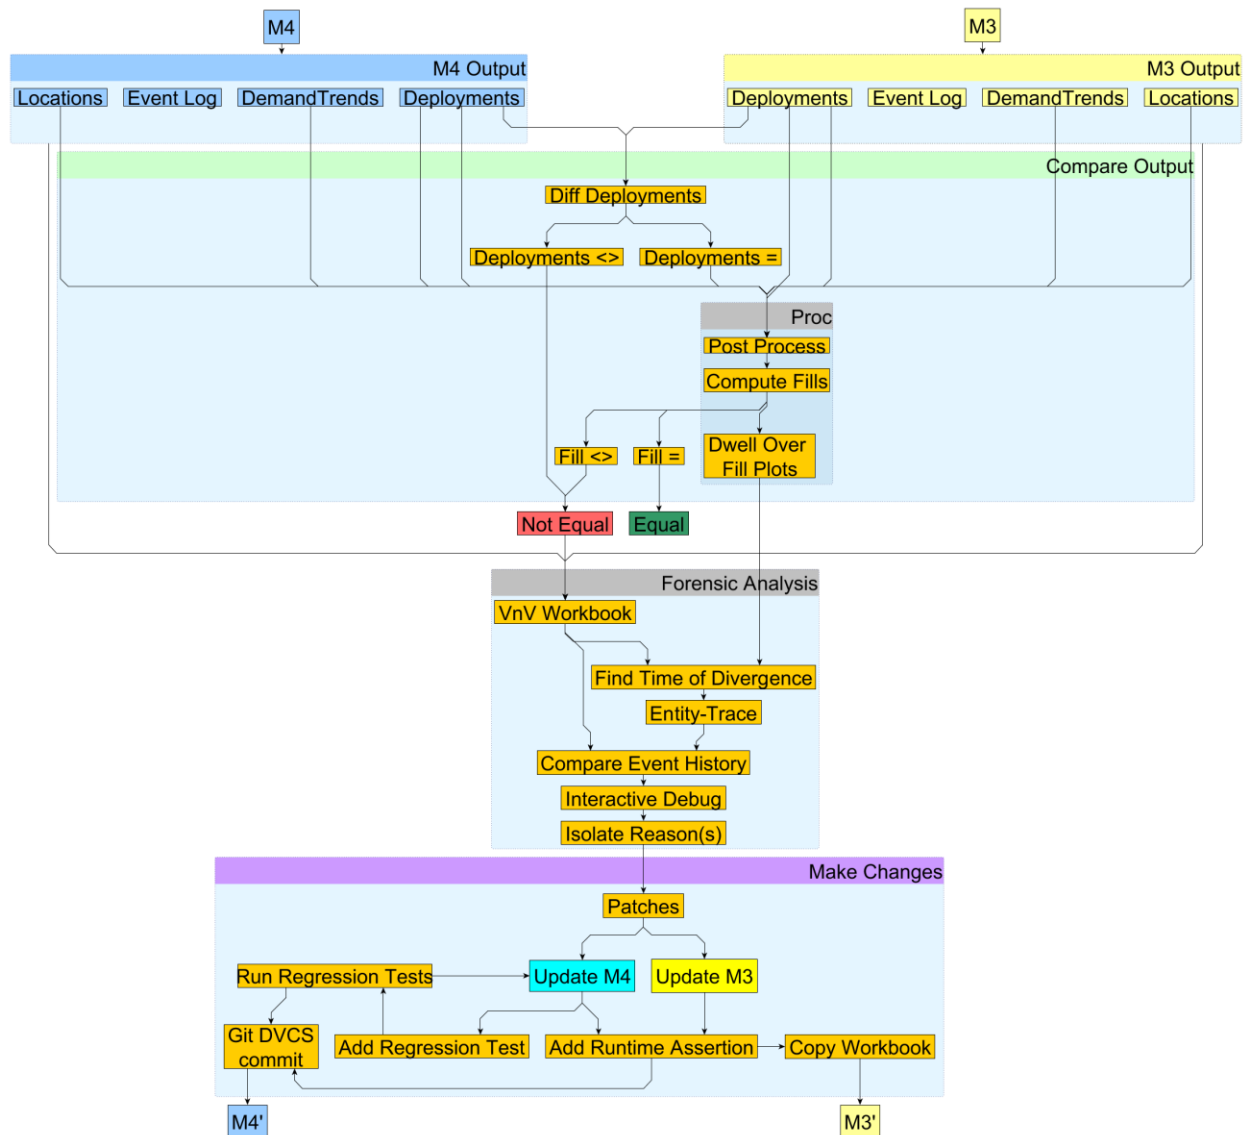 M4
M3
M4 Output
M3 Output
Locations
Event Log
DemandTrends
Deployments
Deployments
Event Log
DemandTrends
Locations
Compare Output
Diff Deployments
Deployments <>
Deployments =
Proc
Post Process
Compute Fills
Fill <>
Fill =
Dwell Over
Fill Plots
Not Equal
Equal
Forensic Analysis
VnV Workbook
Find Time of Divergence
Entity-Trace
Compare Event History
Interactive Debug
Isolate Reason(s)
Make Changes
Patches
Run Regression Tests
Update M4
Update M3
Git DVCS
commit
Add Regression Test
Add Runtime Assertion
Copy Workbook
M4'
M3'